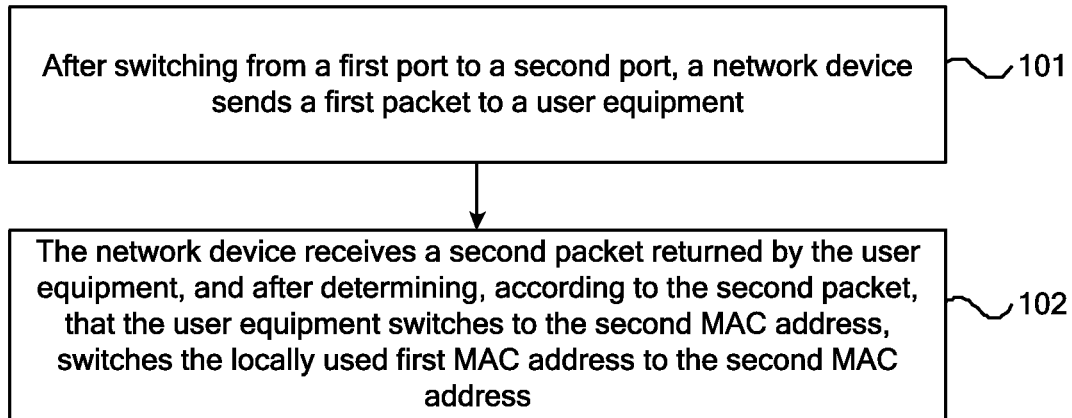 After switching from a first port to a second port, a network device
sends a first packet to a user equipment
101
The network device receives a second packet returned by the user
equipment, and after determining, according to the second packet,
that the user equipment switches to the second MAC address,
switches the locally used first MAC address to the second MAC
address
102